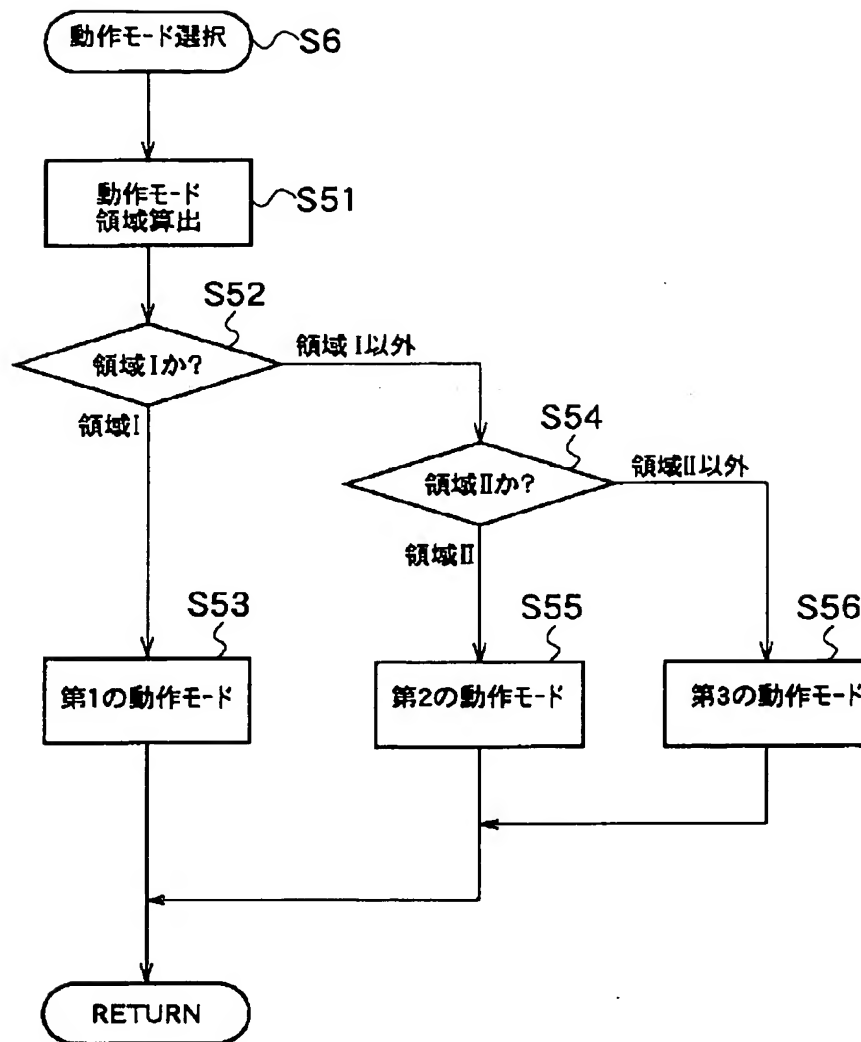 動作モード選択
S6
動作モード
領域算出
S51
S52
領域Iか?
領域I以外
領域I
S54
領域IIか?
領域II以外
領域II
S53
S55
S56
第1の動作モード
第2の動作モード
第3の動作モード
RETURN